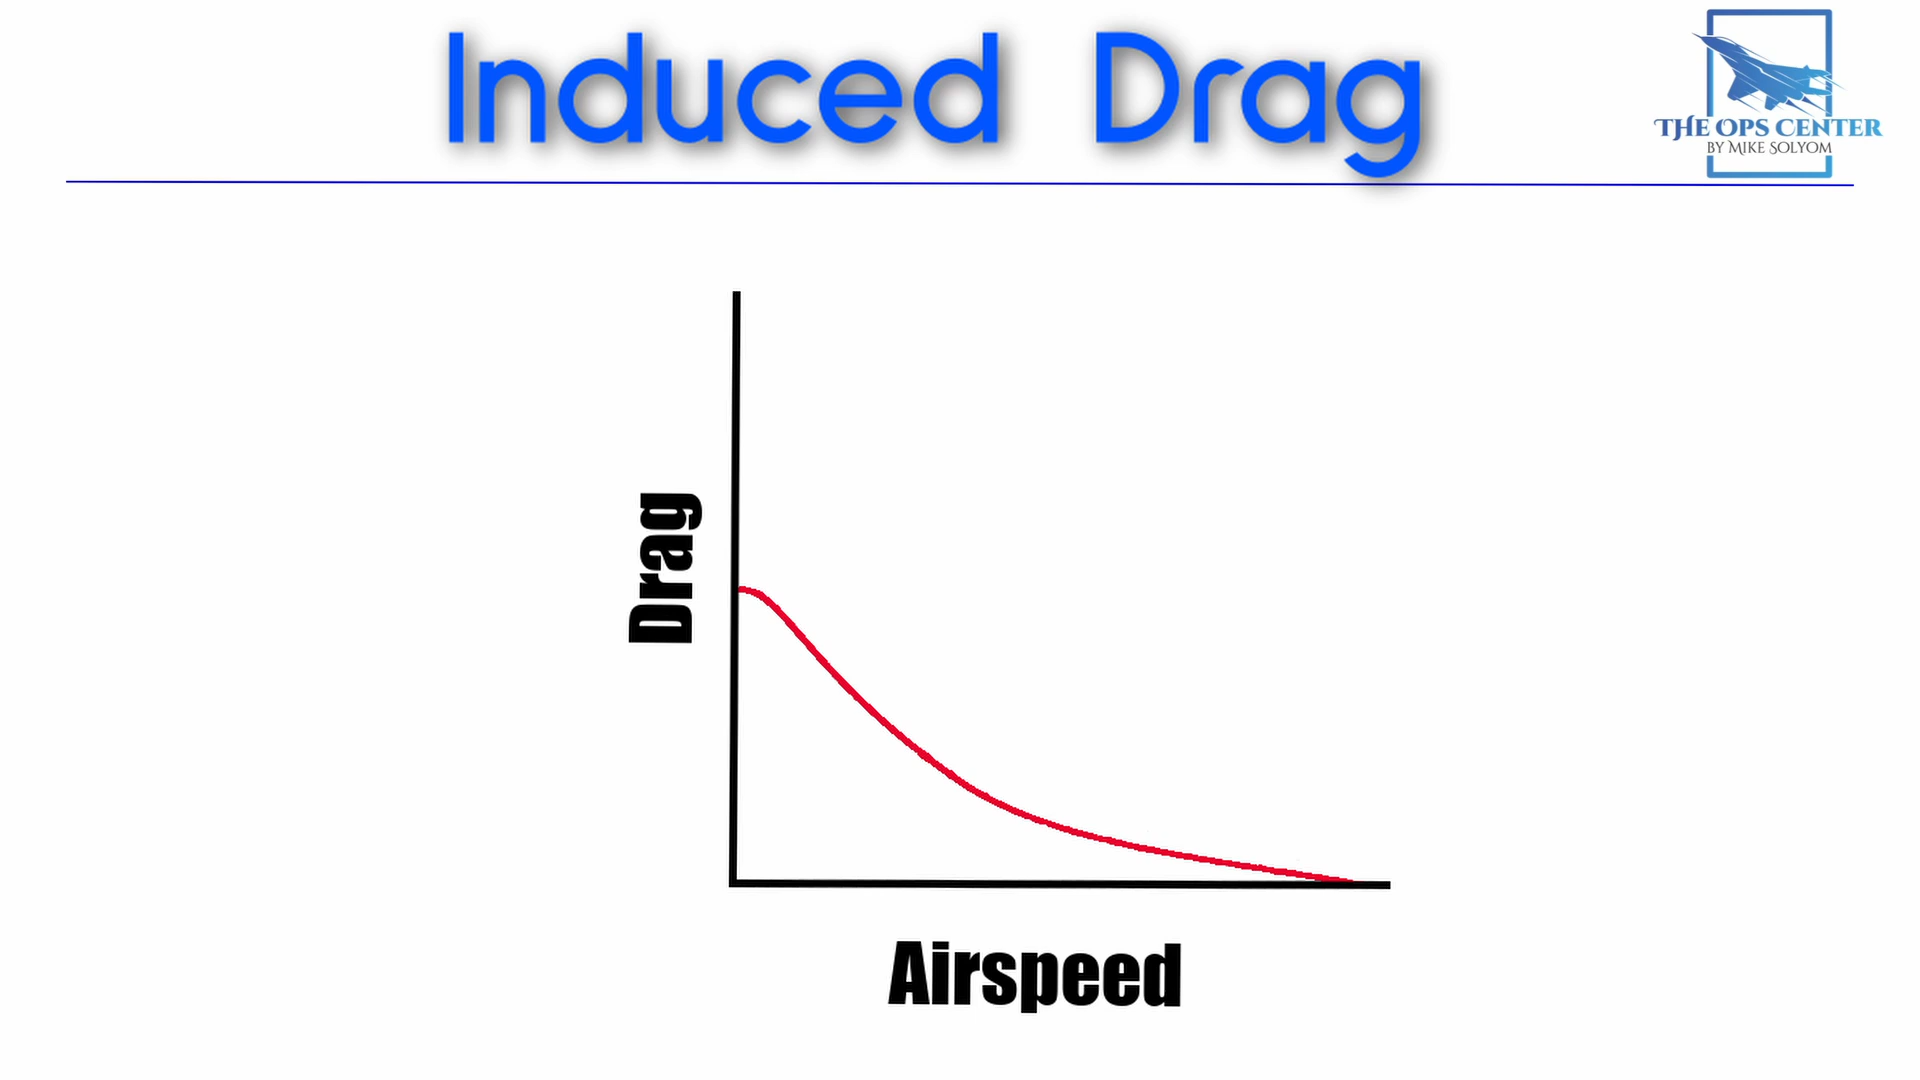 Induced Drag
THE OPS CENTER
BY MIKE SOLYOM
Drag
Airspeed